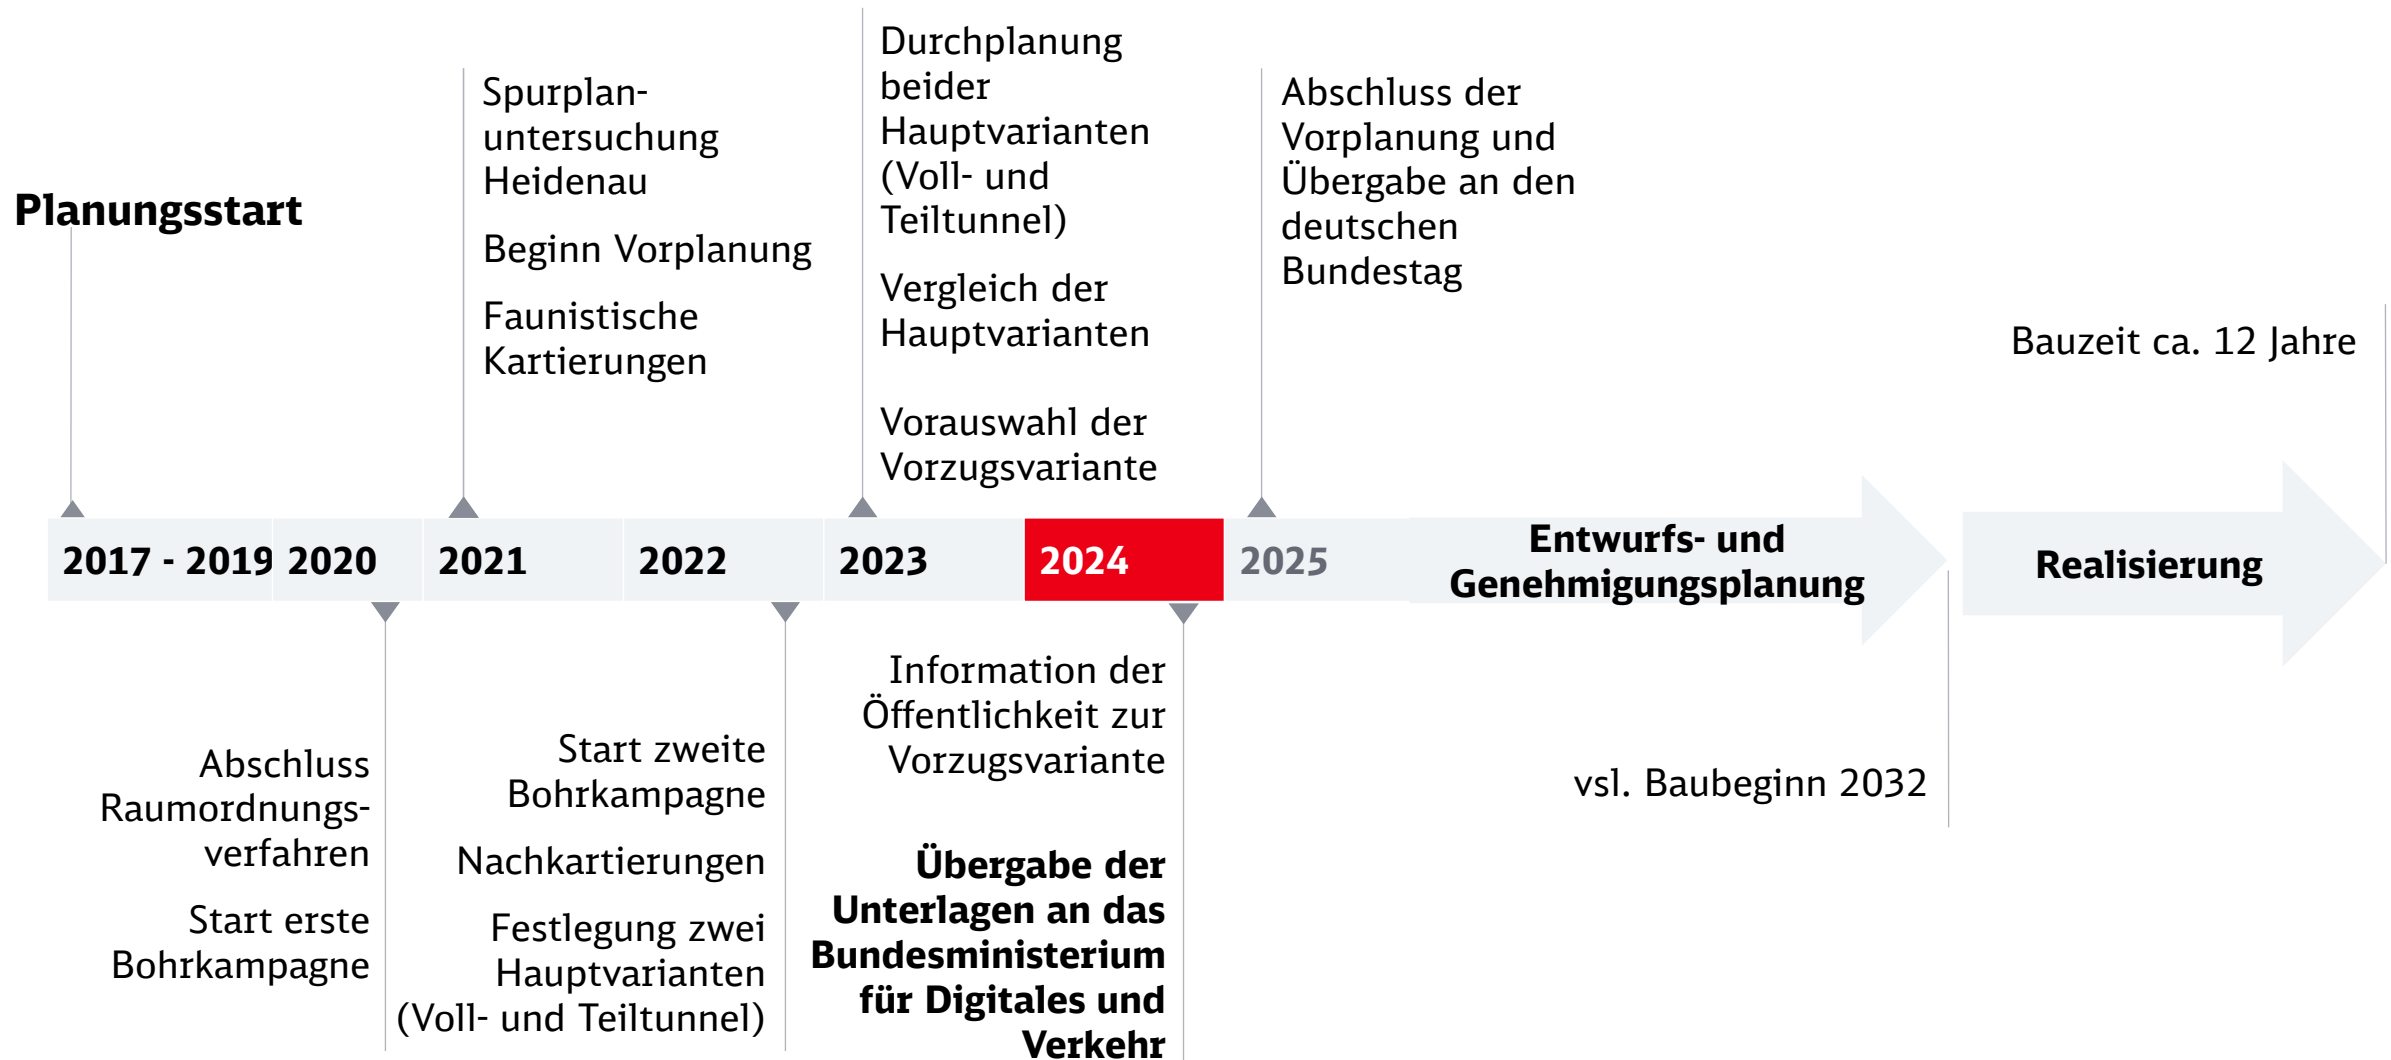 Planungsstart
Spurplan-
untersuchung
Heidenau
Beginn Vorplanung
Faunistische
Kartierungen
Durchplanung
beider
Hauptvarianten
(Voll- und
Teiltunnel)
Vergleich der
Hauptvarianten
Vorauswahl der
Vorzugsvariante
Abschluss der
Vorplanung und
Übergabe an den
deutschen
Bundestag
Bauzeit ca. 12 Jahre
2017 - 2019
2020
2021
2022
2023
2024
2025
Entwurfs- und
Genehmigungsplanung
Realisierung
Abschluss
Raumordnungs-
verfahren
Start erste
Bohrkampagne
Start zweite
Bohrkampagne
Nachkartierungen
Festlegung zwei
Hauptvarianten
(Voll- und Teiltunnel)
Information der
Öffentlichkeit zur
Vorzugsvariante
Übergabe der
Unterlagen an das
Bundesministerium
für Digitales und
Verkehr
vsl. Baubeginn 2032